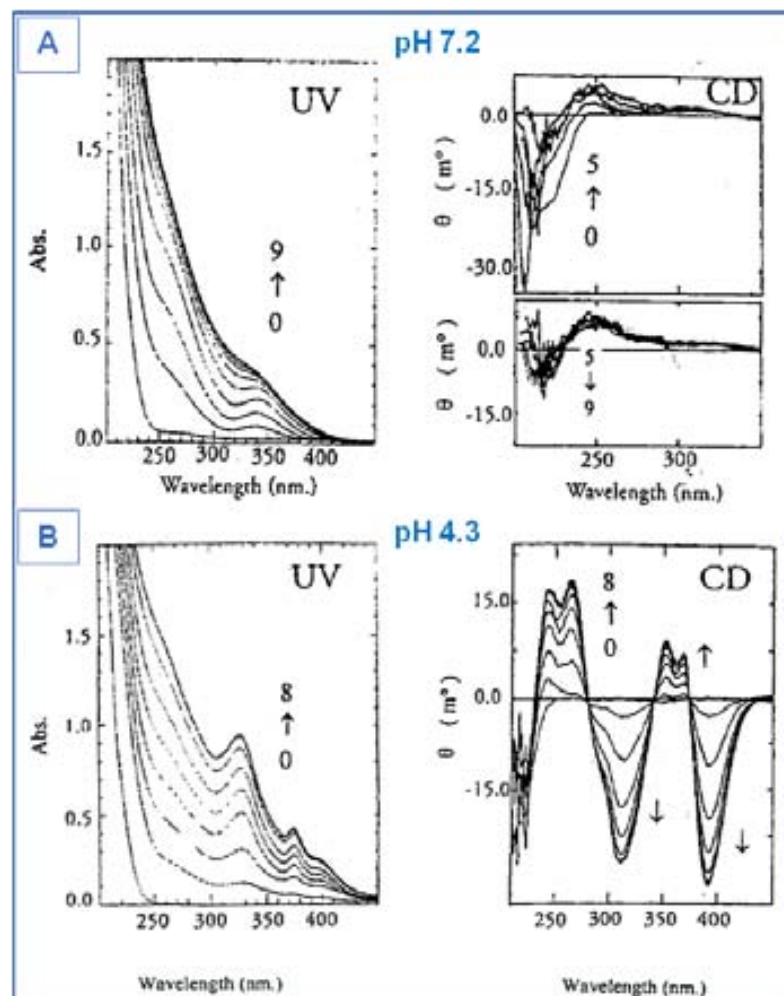 A
pH 7.2
UV
Abs.
1.5
1.0
0.5
0.0
9
↑
0
250 300 350 400
Wavelength (nm.)
CD
θ (m°)
0.0
-15.0
-30.0
5
↑
0
θ (m°)
0.0
-15.0
5
↓
9
250 300
Wavelength (nm.)
B
pH 4.3
UV
Abs.
1.5
1.0
0.5
0.0
8
↑
0
250 300 350 400
Wavelength (nm.)
CD
θ (m°)
15.0
0.0
-15.0
8
↑
0
↑
↓
↓
250 300 350 400
Wavelength (nm.)